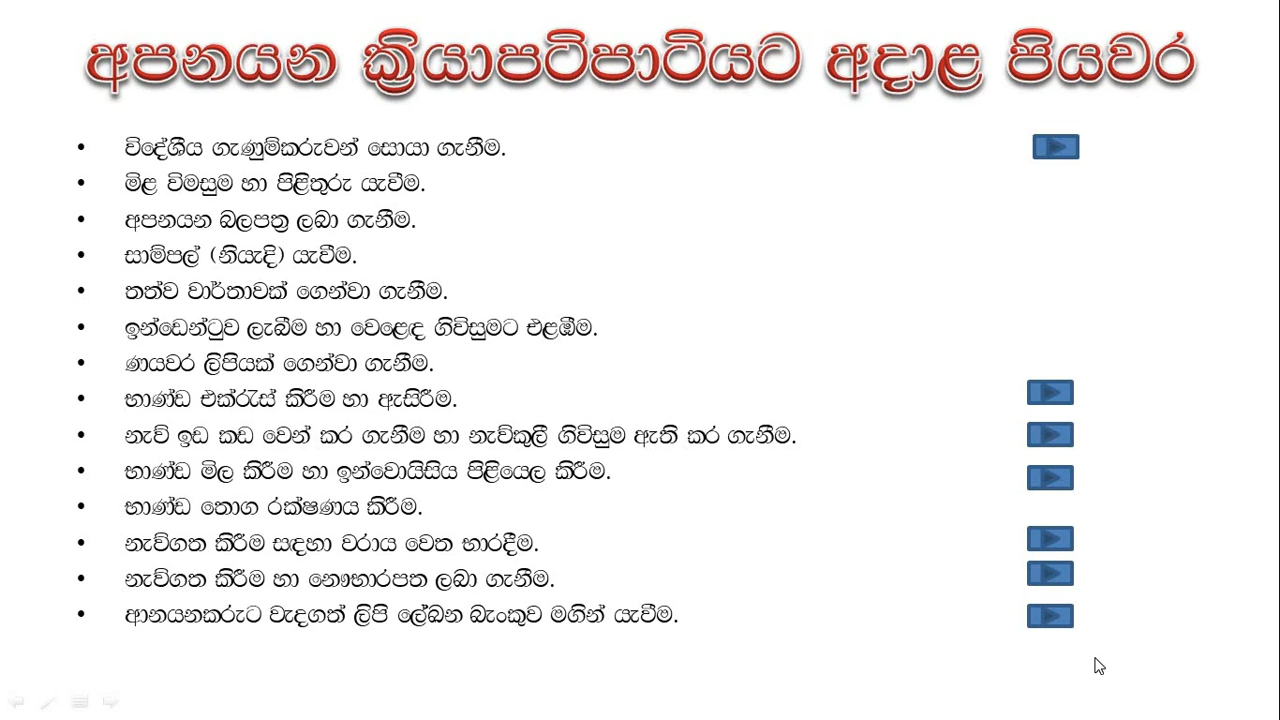 අපනයන ක්‍රියාපටිපාටියට අදාළ පියවර
• විදේශීය ගැණුම්කරුවන් සොයා ගැනීම.
• මිළ විමසුම හා පිළිතුරු යැවීම.
• අපනයන බලපත්‍ර ලබා ගැනීම.
• සාම්පල් (නියැදි) යැවීම.
• තත්ව වාර්තාවක් ගෙන්වා ගැනීම.
• ඉන්ඩෙන්ටුව ලැබීම හා වෙළෙඳ ගිවිසුමට එළඹීම.
• ණයවර ලිපියක් ගෙන්වා ගැනීම.
• භාණ්ඩ එක්රැස් කිරීම හා ඇසිරීම.
• නැව් ඉඩ කඩ වෙන් කර ගැනීම හා නැව්කුලී ගිවිසුම ඇති කර ගැනීම.
• භාණ්ඩ මිල කිරීම හා ඉන්වොයිසිය පිළියෙල කිරීම.
• භාණ්ඩ තොග රක්ෂණය කිරීම.
• නැව්ගත කිරීම සඳහා වරාය වෙත භාරදීම.
• නැව්ගත කිරීම හා නෞභාරපත ලබා ගැනීම.
• ආනයනකරුට වැදගත් ලිපි ලේඛන බැංකුව මගින් යැවීම.